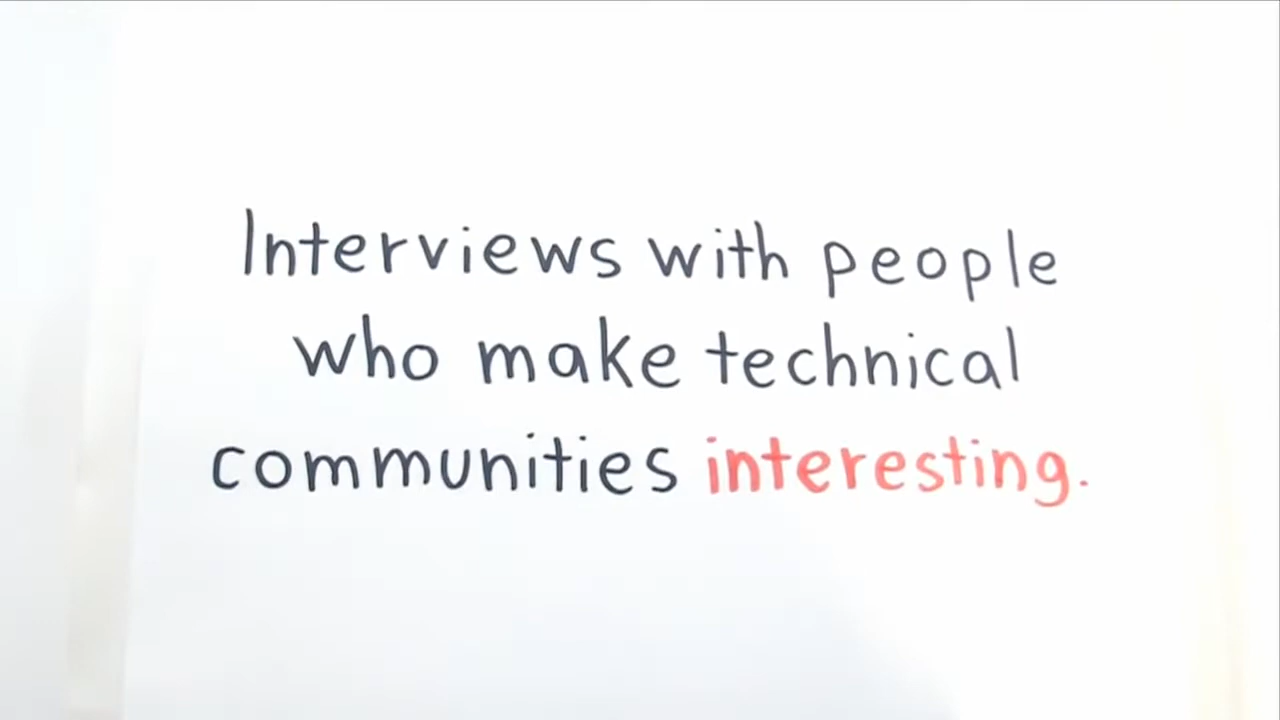 Interviews with people
who make technical
communities interesting.